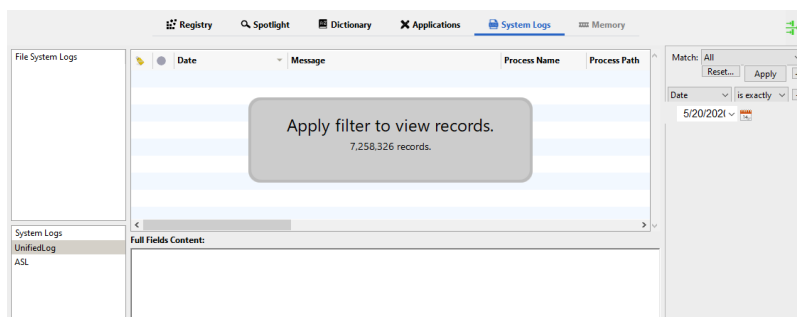 Registry Spotlight Dictionary Applications System Logs Memory
File System Logs
Date Message Process Name Process Path
Match: All
Reset... Apply
Date is exactly
Apply filter to view records.
7,258,326 records.
System Logs
UnifiedLog
ASL
Full Fields Content: